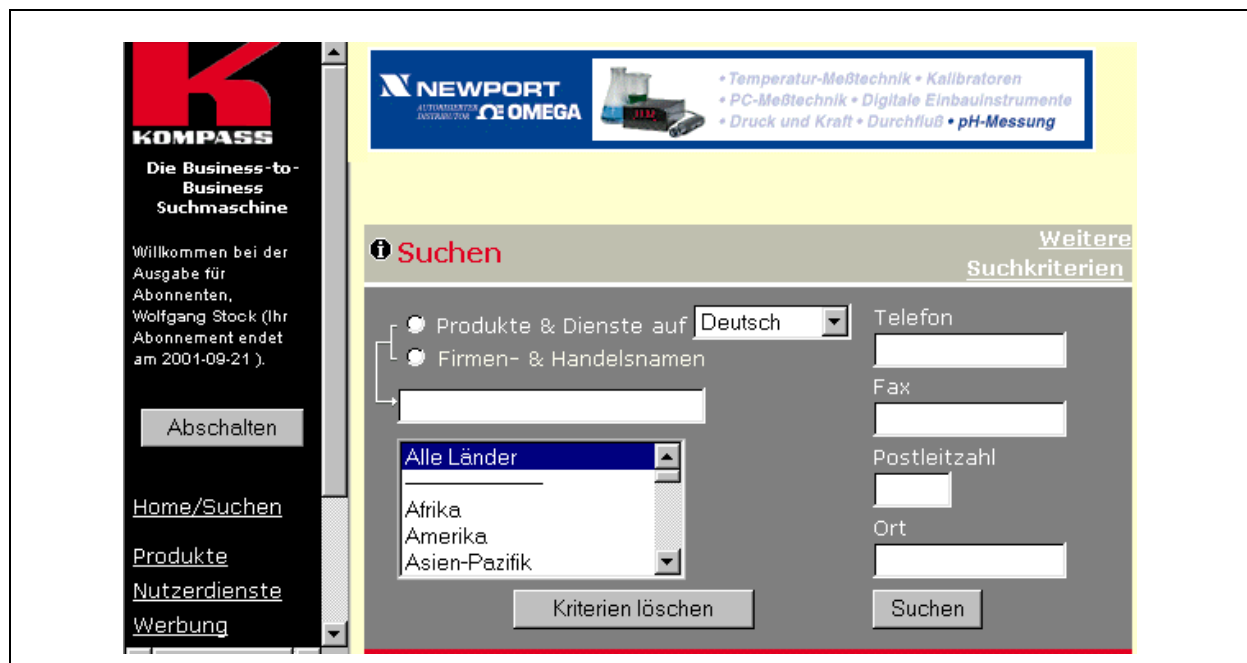 KOMPASS
Die Business-to-
Business
Suchmaschine
Willkommen bei der
Ausgabe für
Abonnenten,
Wolfgang Stock (Ihr
Abonnement endet
am 2001-09-21 ).
Abschalten
Home/Suchen
Produkte
Nutzerdienste
Werbung
NEWPORT
AUTORISIERTER
DISTRIBUTOR
OMEGA
• Temperatur-Meßtechnik • Kalibratoren
• PC-Meßtechnik • Digitale Einbauinstrumente
• Druck und Kraft • Durchfluß • pH-Messung
Suchen
Weitere
Suchkriterien
Produkte & Dienste auf Deutsch
Firmen- & Handelsnamen
Alle Länder
Afrika
Amerika
Asien-Pazifik
Kriterien löschen
Telefon
Fax
Postleitzahl
Ort
Suchen